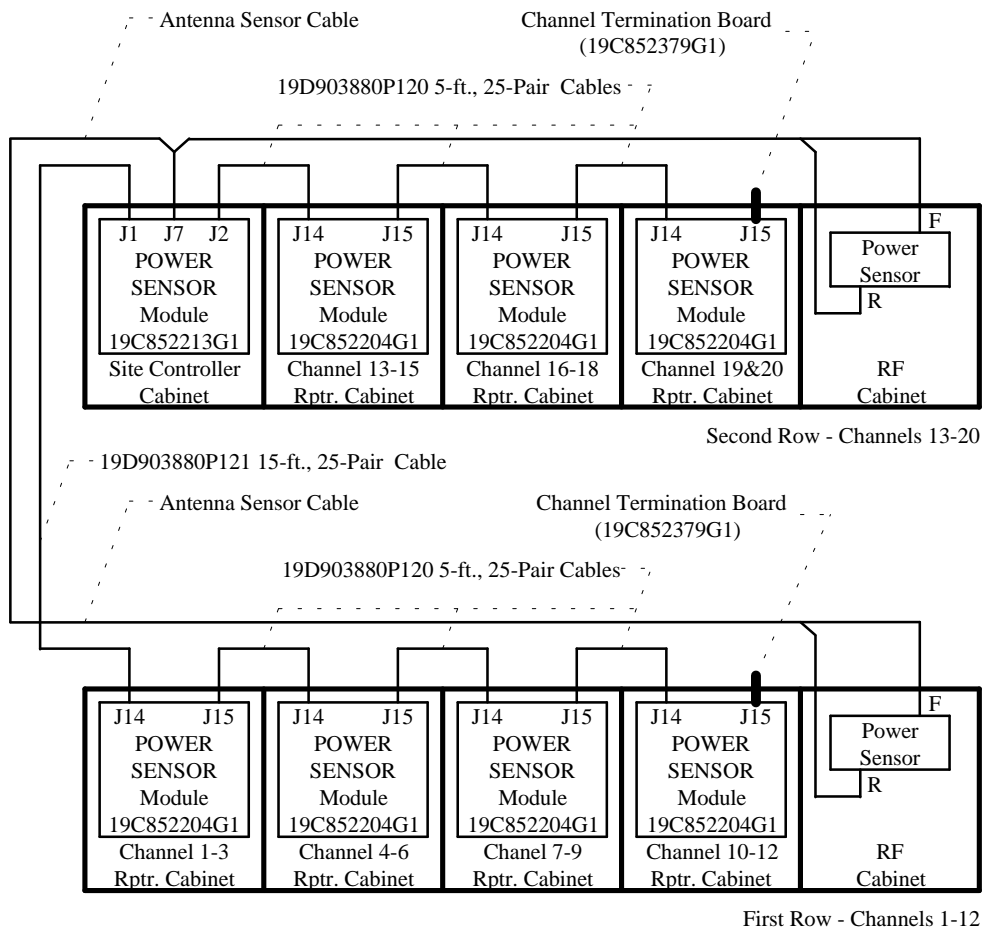 Antenna Sensor Cable
Channel Termination Board
(19C852379G1)
19D903880P120 5-ft., 25-Pair Cables
J1 J7 J2
POWER
SENSOR
Module
19C852213G1
Site Controller
Cabinet
J14 J15
POWER
SENSOR
Module
19C852204G1
Channel 13-15
Rptr. Cabinet
J14 J15
POWER
SENSOR
Module
19C852204G1
Channel 16-18
Rptr. Cabinet
J14 J15
POWER
SENSOR
Module
19C852204G1
Channel 19&20
Rptr. Cabinet
F
Power
Sensor
R
RF
Cabinet
Second Row - Channels 13-20
19D903880P121 15-ft., 25-Pair Cable
Antenna Sensor Cable
Channel Termination Board
(19C852379G1)
19D903880P120 5-ft., 25-Pair Cables
J14 J15
POWER
SENSOR
Module
19C852204G1
Channel 1-3
Rptr. Cabinet
J14 J15
POWER
SENSOR
Module
19C852204G1
Channel 4-6
Rptr. Cabinet
J14 J15
POWER
SENSOR
Module
19C852204G1
Chanel 7-9
Rptr. Cabinet
J14 J15
POWER
SENSOR
Module
19C852204G1
Channel 10-12
Rptr. Cabinet
F
Power
Sensor
R
RF
Cabinet
First Row - Channels 1-12